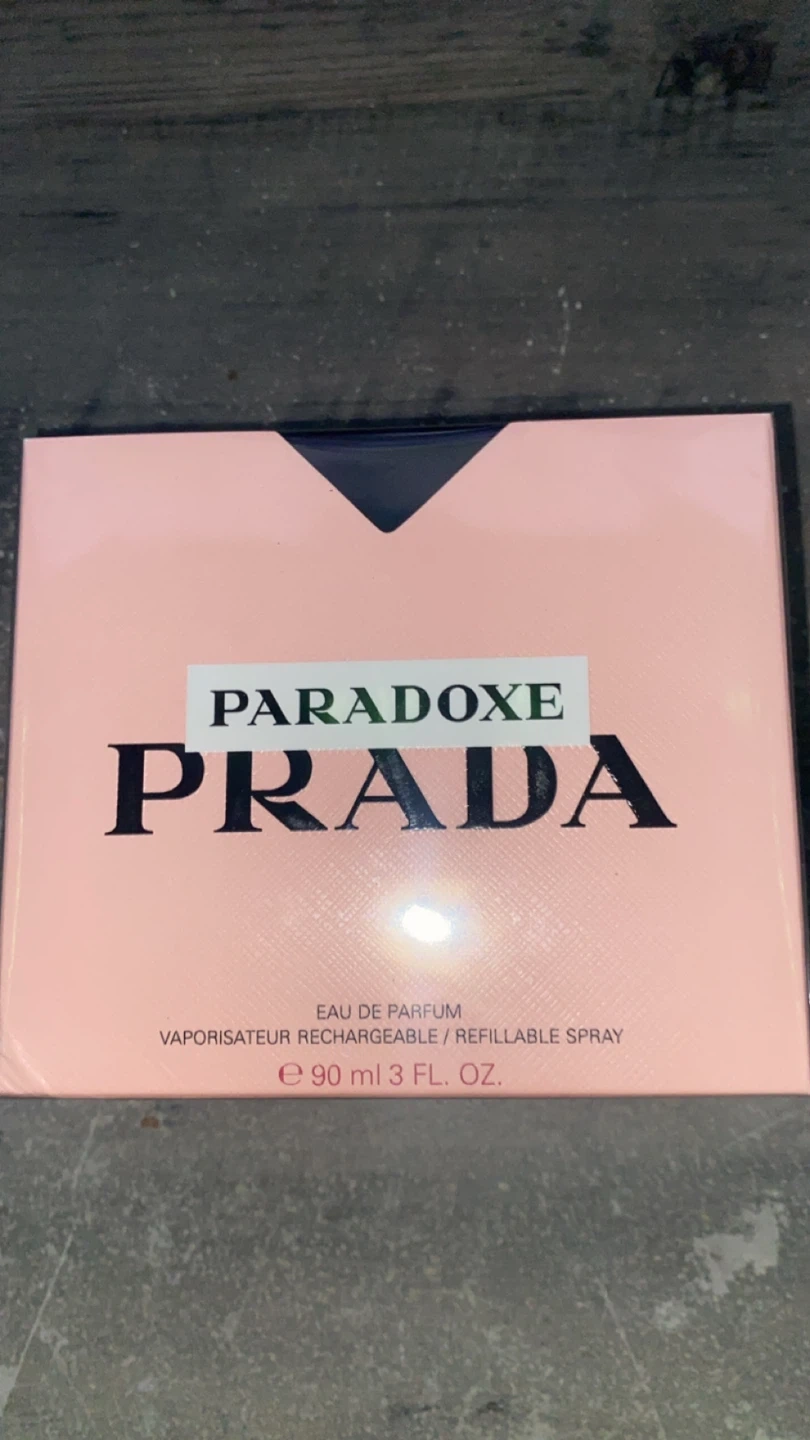 PARADOXE
PRADA
EAU DE PARFUM
VAPORISATEUR RECHARGEABLE / REFILLABLE SPRAY
℮ 90 ml 3 FL. OZ.